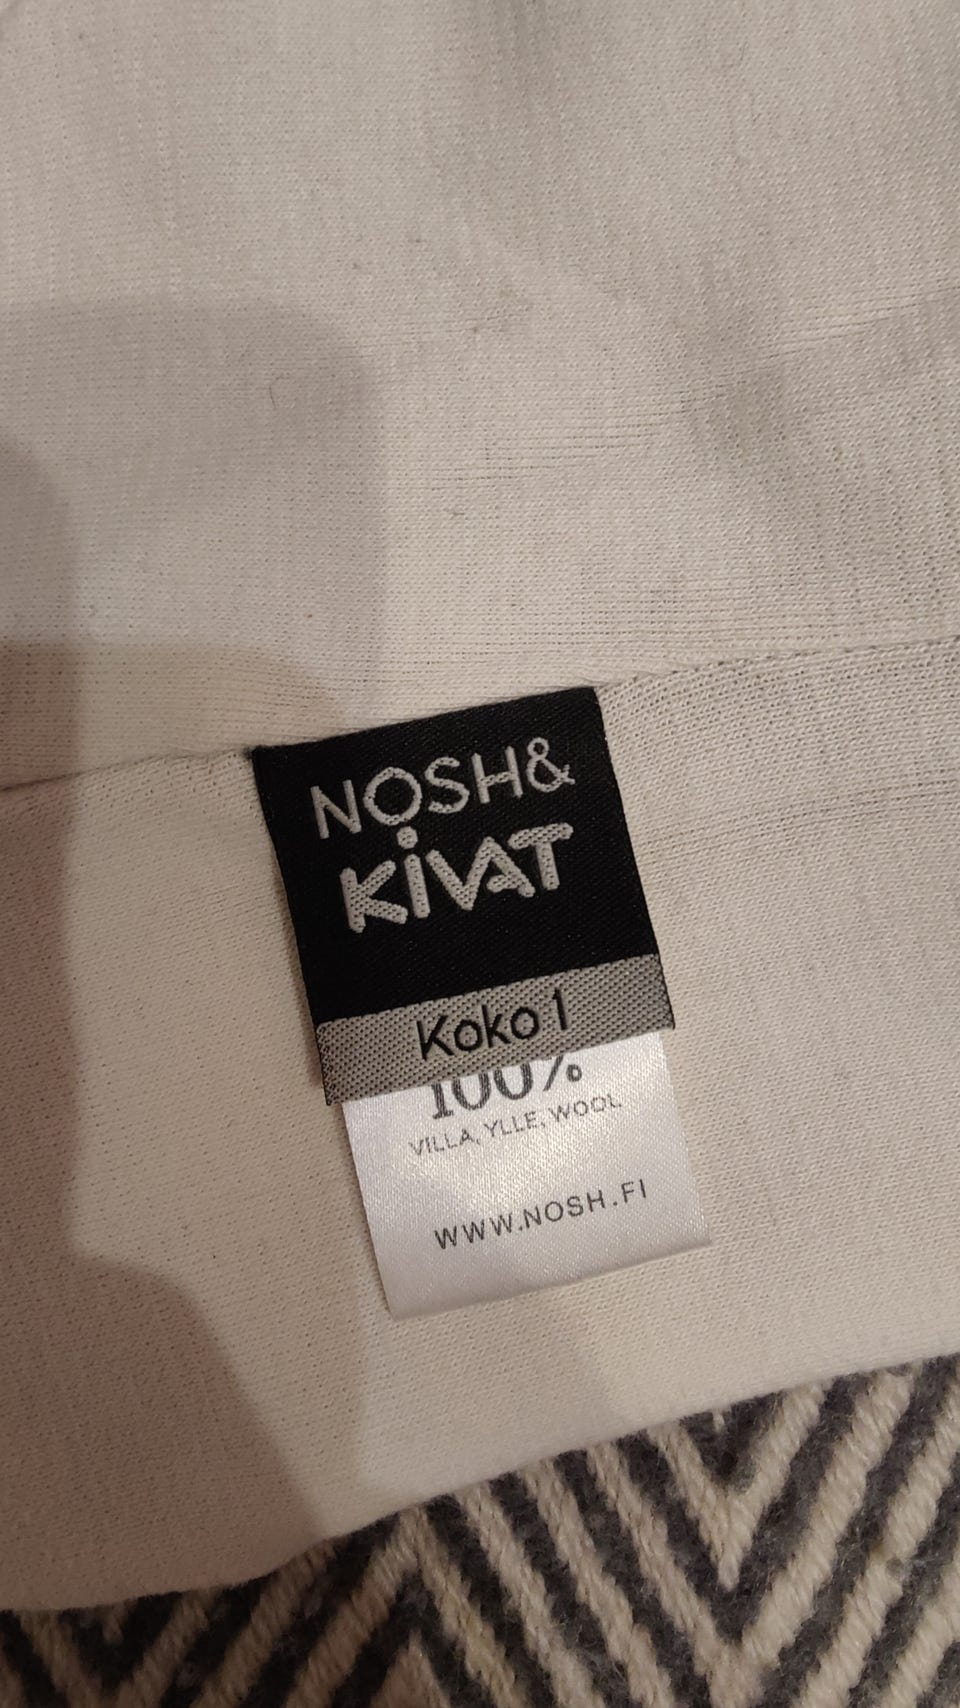 NOSH&
KIVAT
Koko 1
100%
VILLA, YLLE, WOOL
WWW.NOSH.FI